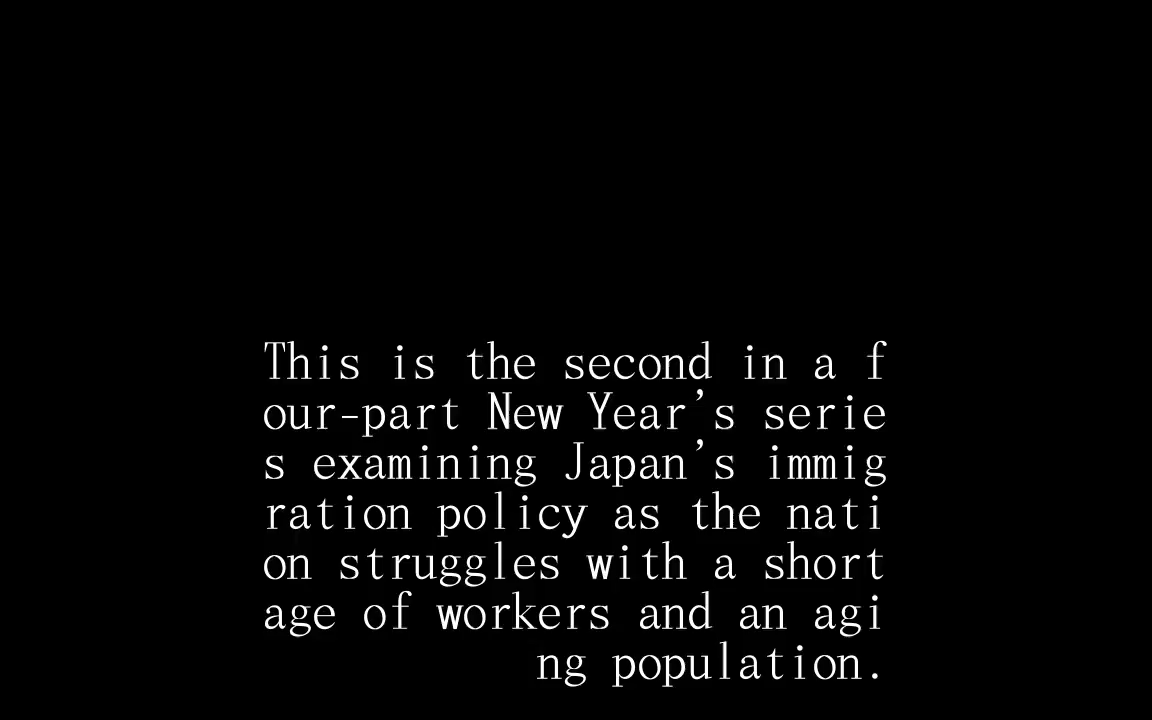 This is the second in a f
our-part New Year’s serie
s examining Japan’s immig
ration policy as the nati
on struggles with a short
age of workers and an agi
ng population.